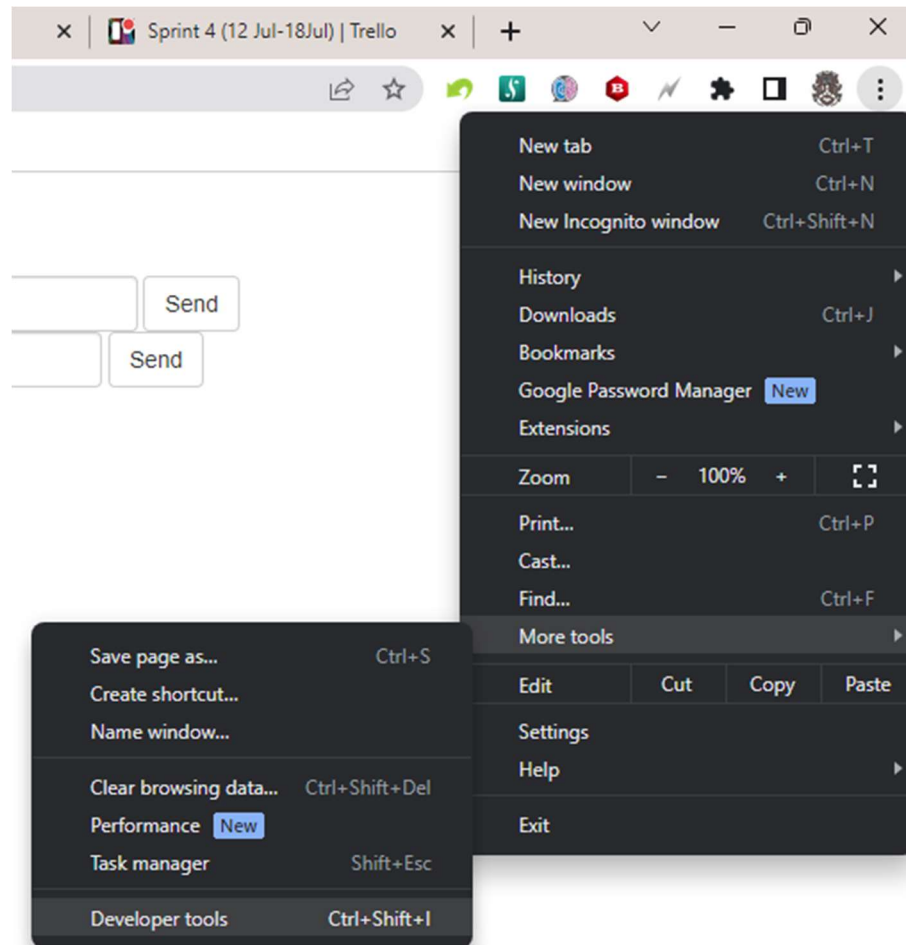 Sprint 4 (12 Jul-18Jul) | Trello
Send
Send
New tab Ctrl+T
New window Ctrl+N
New Incognito window Ctrl+Shift+N
History
Downloads Ctrl+J
Bookmarks
Google Password Manager New
Extensions
Zoom - 100% +
Print... Ctrl+P
Cast...
Find... Ctrl+F
More tools
Edit Cut Copy Paste
Settings
Help
Exit
Save page as... Ctrl+S
Create shortcut...
Name window...
Clear browsing data... Ctrl+Shift+Del
Performance New
Task manager Shift+Esc
Developer tools Ctrl+Shift+I